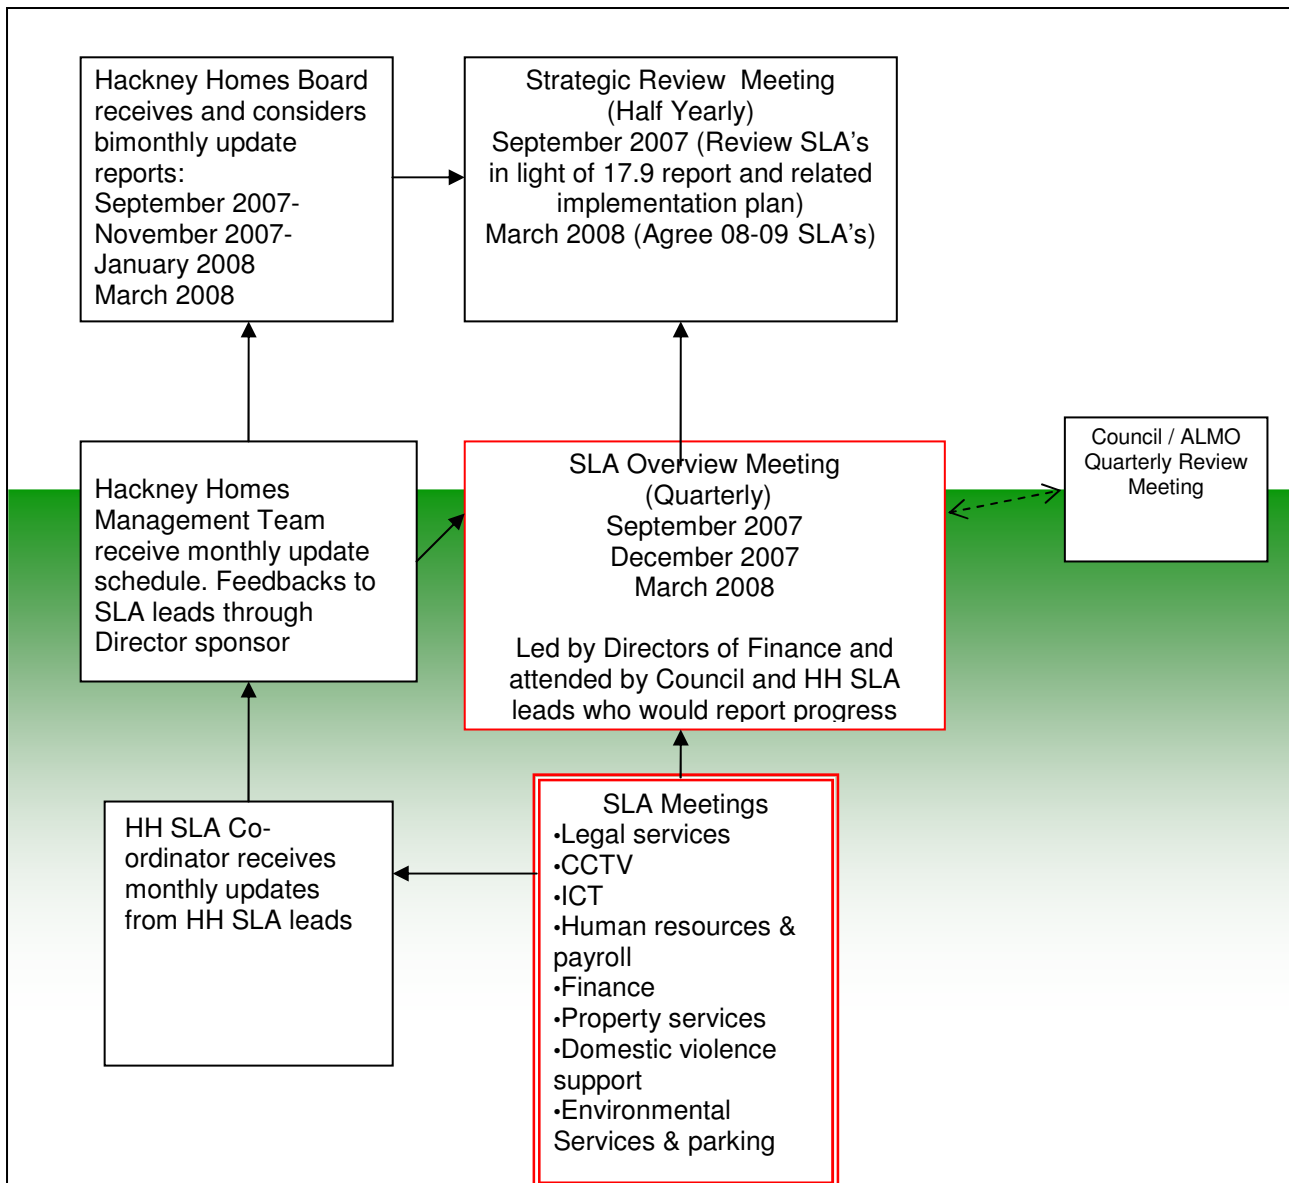 Hackney Homes Board
receives and considers
bimonthly update
reports:
September 2007-
November 2007-
January 2008
March 2008
Strategic Review  Meeting
(Half Yearly)
September 2007 (Review SLA's
in light of 17.9 report and related
implementation plan)
March 2008 (Agree 08-09 SLA's)
Hackney Homes
Management Team
receive monthly update
schedule. Feedbacks to
SLA leads through
Director sponsor
SLA Overview Meeting
(Quarterly)
September 2007
December 2007
March 2008
Led by Directors of Finance and
attended by Council and HH SLA
leads who would report progress
Council / ALMO
Quarterly Review
Meeting
HH SLA Co-
ordinator receives
monthly updates
from HH SLA leads
SLA Meetings
•Legal services
•CCTV
•ICT
•Human resources &
payroll
•Finance
•Property services
•Domestic violence
support
•Environmental
Services & parking